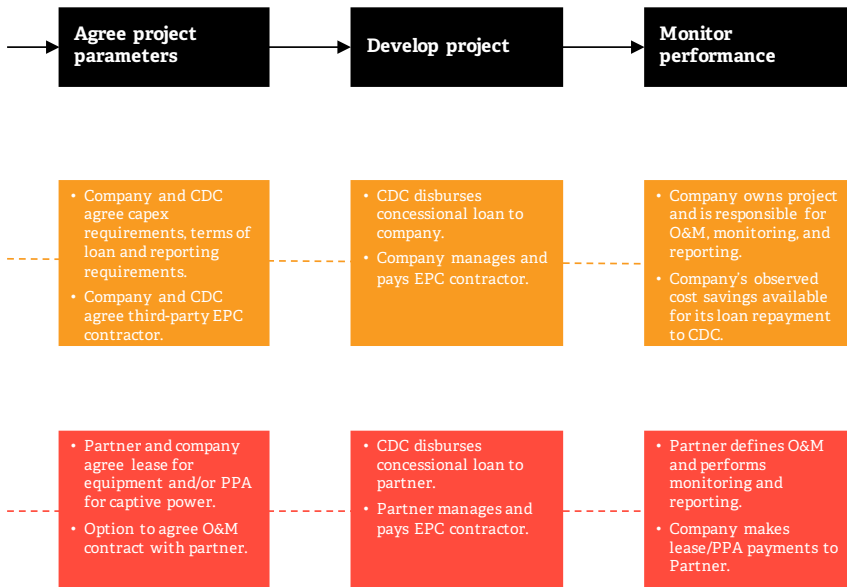 Agree project
parameters
Develop project
Monitor
performance
• Company and CDC
agree capex
requirements, terms of
loan and reporting
requirements.
• Company and CDC
agree third-party EPC
contractor.
• CDC disburses
concessional loan to
company.
• Company manages and
pays EPC contractor.
• Company owns project
and is responsible for
O&M, monitoring, and
reporting.
• Company's observed
cost savings available
for its loan repayment
to CDC.
• Partner and company
agree lease for
equipment and/or PPA
for captive power.
• Option to agree O&M
contract with partner.
• CDC disburses
concessional loan to
partner.
• Partner manages and
pays EPC contractor.
• Partner defines O&M
and performs
monitoring and
reporting.
• Company makes
lease/PPA payments to
Partner.